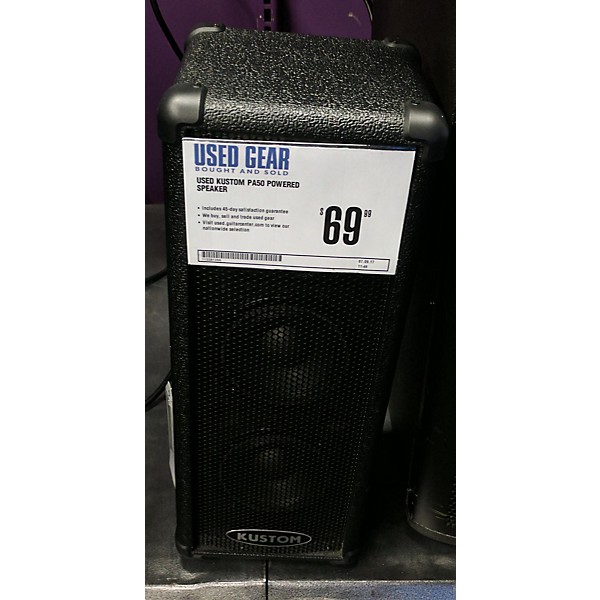 USED GEAR
BOUGHT AND SOLD
USED KUSTOM PA50 POWERED
SPEAKER
• Includes 45-day satisfaction guarantee
• We buy, sell and trade used gear
• Visit used.guitarcenter.com to view our
nationwide selection
$69.99
KUSTOM